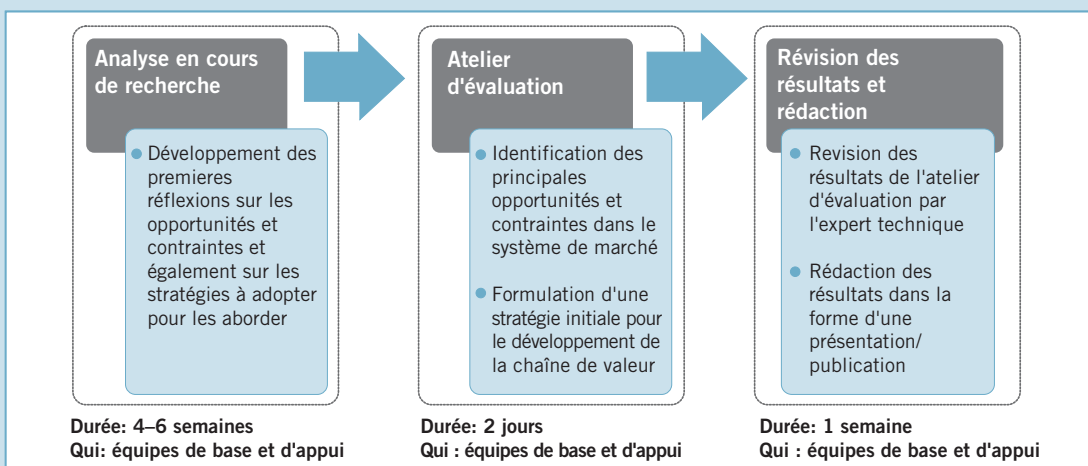 Analyse en cours
de recherche
Développement des
premieres
réflexions sur les
opportunités et
contraintes et
également sur les
stratégies à adopter
pour les aborder
Durée: 4–6 semaines
Qui: équipes de base et d'appui
Atelier
d'évaluation
Identification des
principales
opportunités et
contraintes dans le
système de marché
Formulation d'une
stratégie initiale pour
le développement de
la chaîne de valeur
Durée: 2 jours
Qui : équipes de base et d'appui
Révision des
résultats et
rédaction
Revision des
résultats de l'atelier
d'évaluation par
l'expert technique
Rédaction des
résultats dans la
forme d'une
présentation/
publication
Durée: 1 semaine
Qui : équipes de base et d'appui